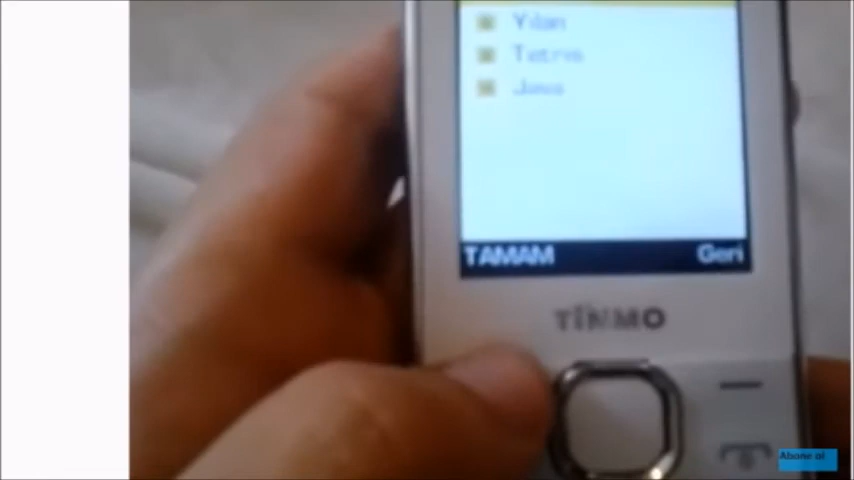 Yılan
Tetris
Java
TAMAM
Geri
TINMO
Abone ol